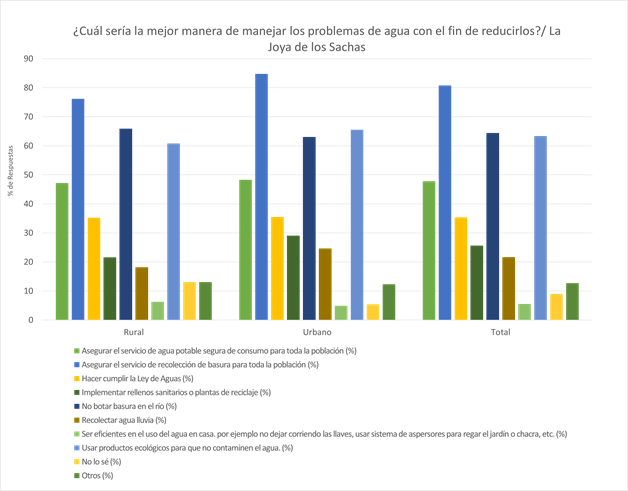 ¿Cuál sería la mejor manera de manejar los problemas de agua con el fin de reducirlos?/ La
Joya de los Sachas
90
80
70
60
50
40
30
20
10
0
% de Respuestas
Rural
Urbano
Total
Asegurar el servicio de agua potable segura de consumo para toda la población (%)
Asegurar el servicio de recolección de basura para toda la población (%)
Hacer cumplir la Ley de Aguas (%)
Implementar rellenos sanitarios o plantas de reciclaje (%)
No botar basura en el río (%)
Recolectar agua lluvia (%)
Ser eficientes en el uso del agua en casa. por ejemplo no dejar corriendo las llaves, usar sistema de aspersores para regar el jardín o chacra, etc. (%)
Usar productos ecológicos para que no contaminen el agua. (%)
No lo sé (%)
Otros (%)